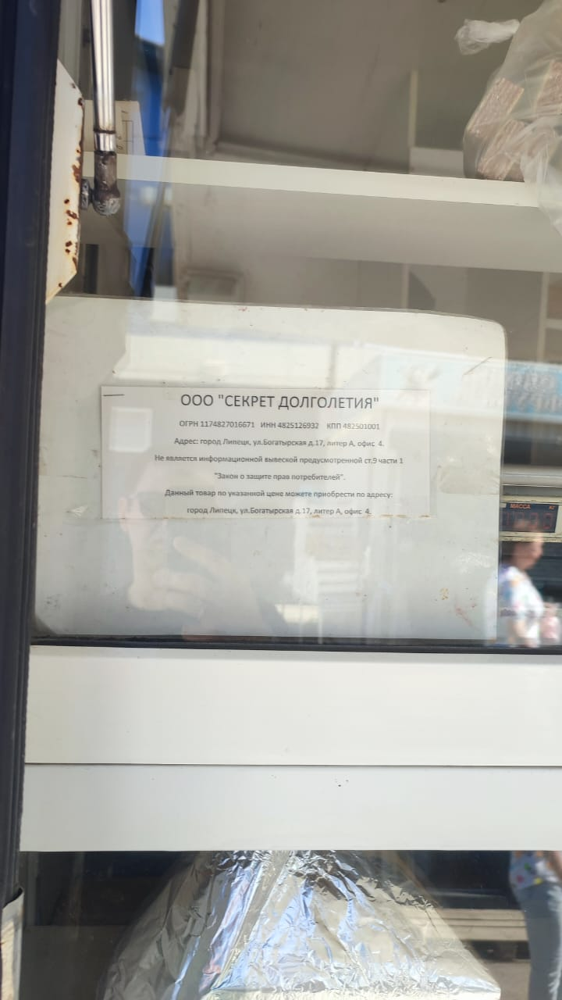 ООО "СЕКРЕТ ДОЛГОЛЕТИЯ"
ОГРН 1174827016671 ИНН 4825126932 КПП 482501001
Адрес: город Липецк, ул.Богатырская д.17, литер А, офис 4.
Не является информационной вывеской предусмотренной ст.9 части 1
"Закон о защите прав потребителей".
Данный товар по указанной цене можете приобрести по адресу:
город Липецк, ул.Богатырская д.17, литер А, офис 4.
МАССА кг